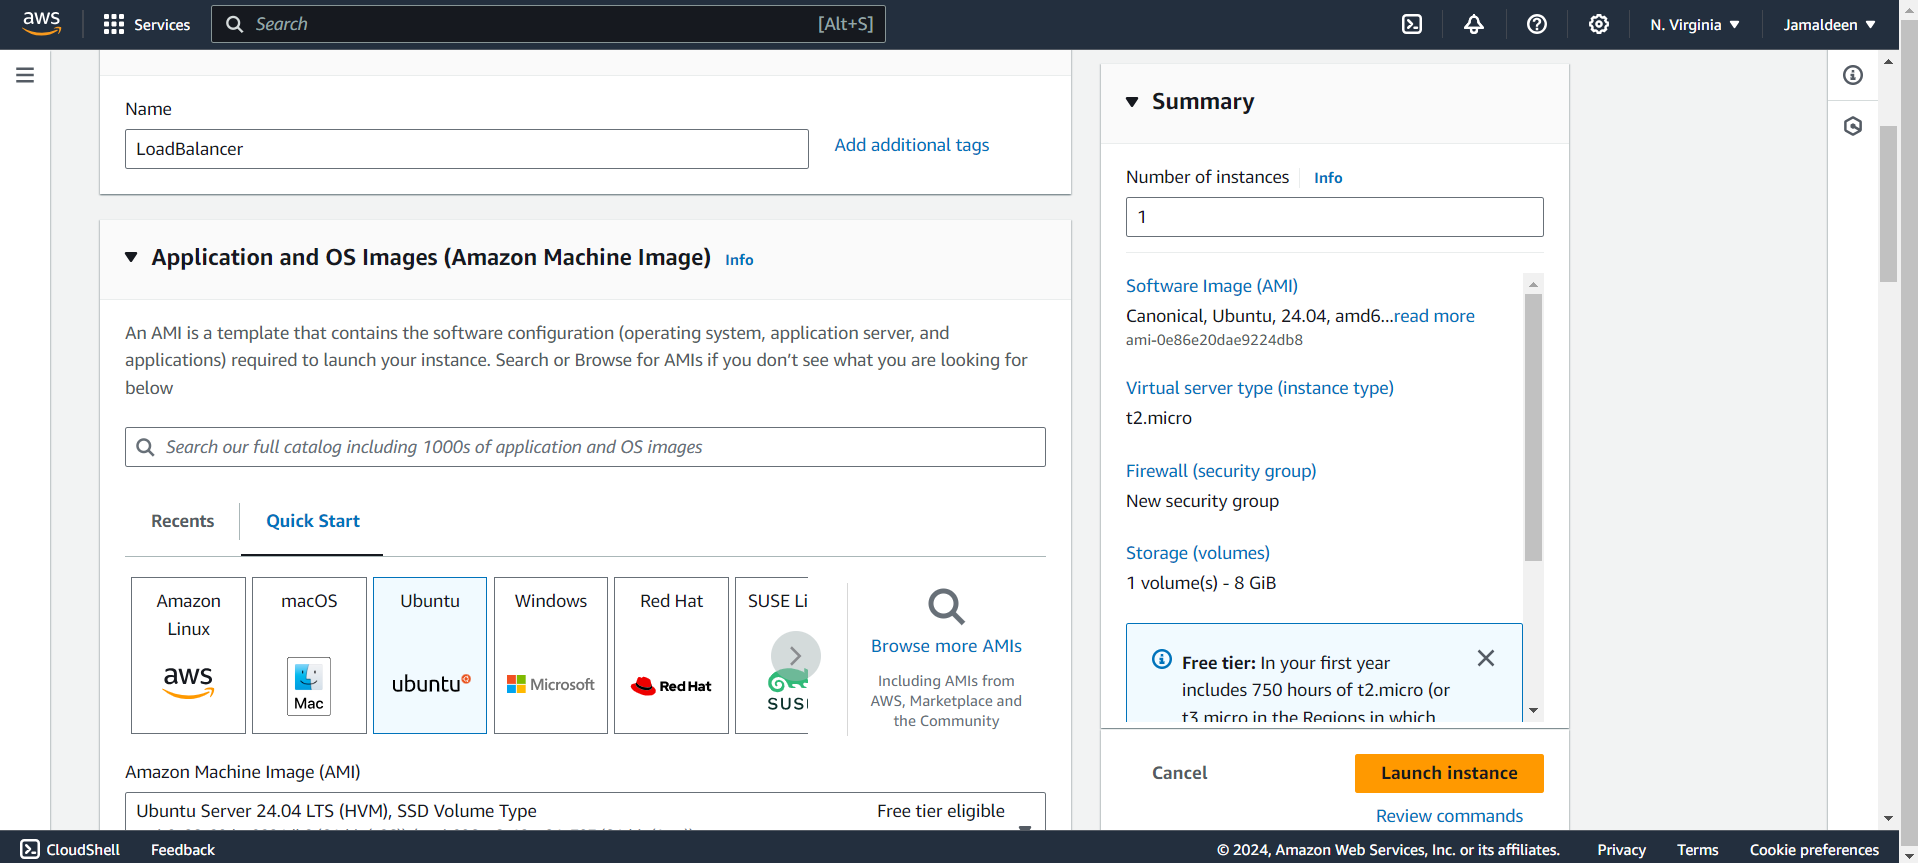 aws
Services
Search
[Alt+S]
N. Virginia
Jamaldeen
Name
LoadBalancer
Add additional tags
Application and OS Images (Amazon Machine Image) Info
An AMI is a template that contains the software configuration (operating system, application server, and
applications) required to launch your instance. Search or Browse for AMIs if you don’t see what you are looking for
below
Search our full catalog including 1000s of application and OS images
Recents
Quick Start
Amazon
Linux
aws
macOS
Mac
Ubuntu
ubuntu
Windows
Microsoft
Red Hat
Red Hat
SUSE Li
SUS
Browse more AMIs
Including AMIs from
AWS, Marketplace and
the Community
Amazon Machine Image (AMI)
Ubuntu Server 24.04 LTS (HVM), SSD Volume Type
Free tier eligible
Summary
Number of instances Info
1
Software Image (AMI)
Canonical, Ubuntu, 24.04, amd6...read more
ami-0e86e20dae9224db8
Virtual server type (instance type)
t2.micro
Firewall (security group)
New security group
Storage (volumes)
1 volume(s) - 8 GiB
Free tier: In your first year
includes 750 hours of t2.micro (or
t3.micro in the Regions in which
Cancel
Launch instance
Review commands
CloudShell
Feedback
© 2024, Amazon Web Services, Inc. or its affiliates.
Privacy
Terms
Cookie preferences